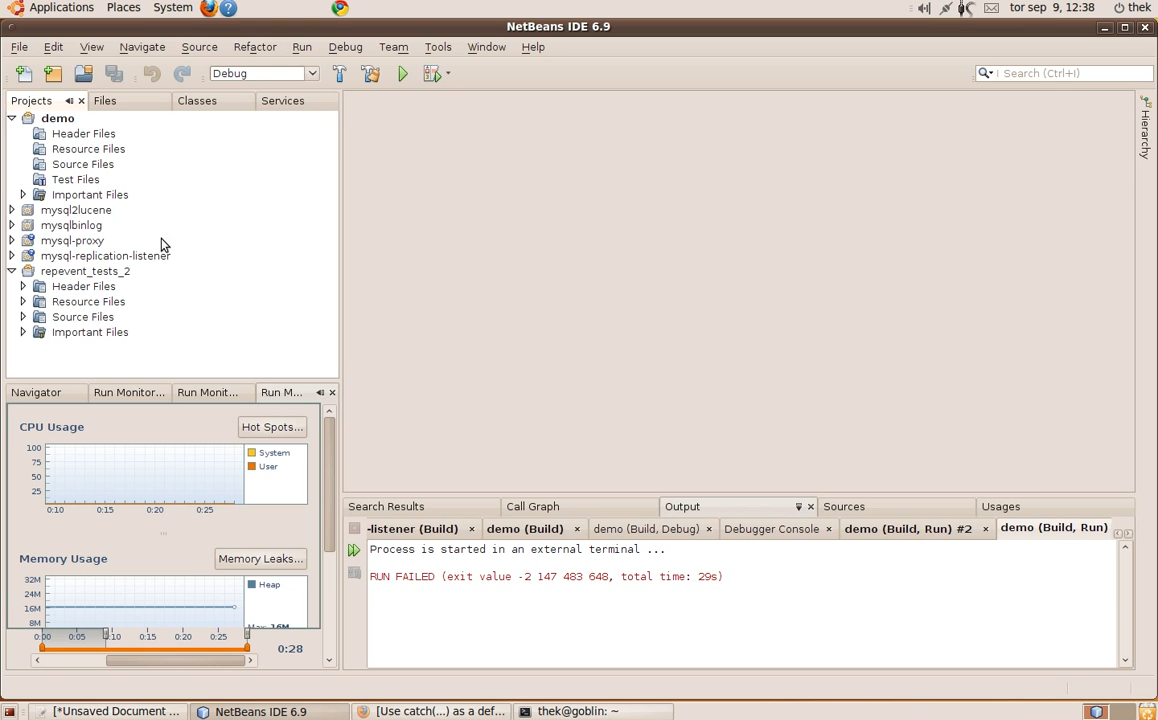 Applications Places System tor sep 9, 12:38 thek
NetBeans IDE 6.9
File Edit View Navigate Source Refactor Run Debug Team Tools Window Help
Debug Search (Ctrl+I)
Projects Files Classes Services
Hierarchy
demo
Header Files
Resource Files
Source Files
Test Files
Important Files
mysql2lucene
mysqlbinlog
mysql-proxy
mysql-replication-listener
repevent_tests_2
Header Files
Resource Files
Source Files
Important Files
Navigator Run Monitor... Run Monit... Run M...
CPU Usage Hot Spots...
100
75
50
25
System
User
0:10 0:15 0:20 0:25
Memory Usage Memory Leaks...
32M
24M
16M
8M
Heap
Max: 16M
0:00 0:05 0:10 0:15 0:20 0:25
0:28
Search Results Call Graph Output Sources Usages
-listener (Build) demo (Build) demo (Build, Debug) Debugger Console demo (Build, Run) #2 demo (Build, Run)
Process is started in an external terminal ...
RUN FAILED (exit value -2 147 483 648, total time: 29s)
[*Unsaved Document ... NetBeans IDE 6.9 [Use catch(...) as a def... thek@goblin: ~